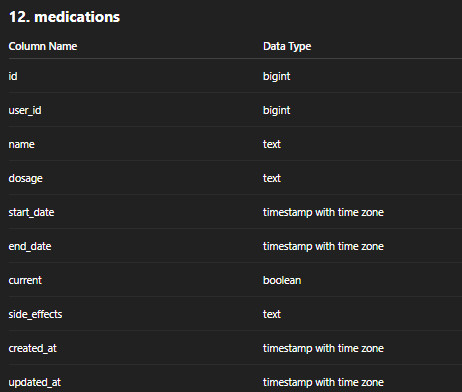 12. medications
Column Name Data Type
id bigint
user_id bigint
name text
dosage text
start_date timestamp with time zone
end_date timestamp with time zone
current boolean
side_effects text
created_at timestamp with time zone
updated_at timestamp with time zone